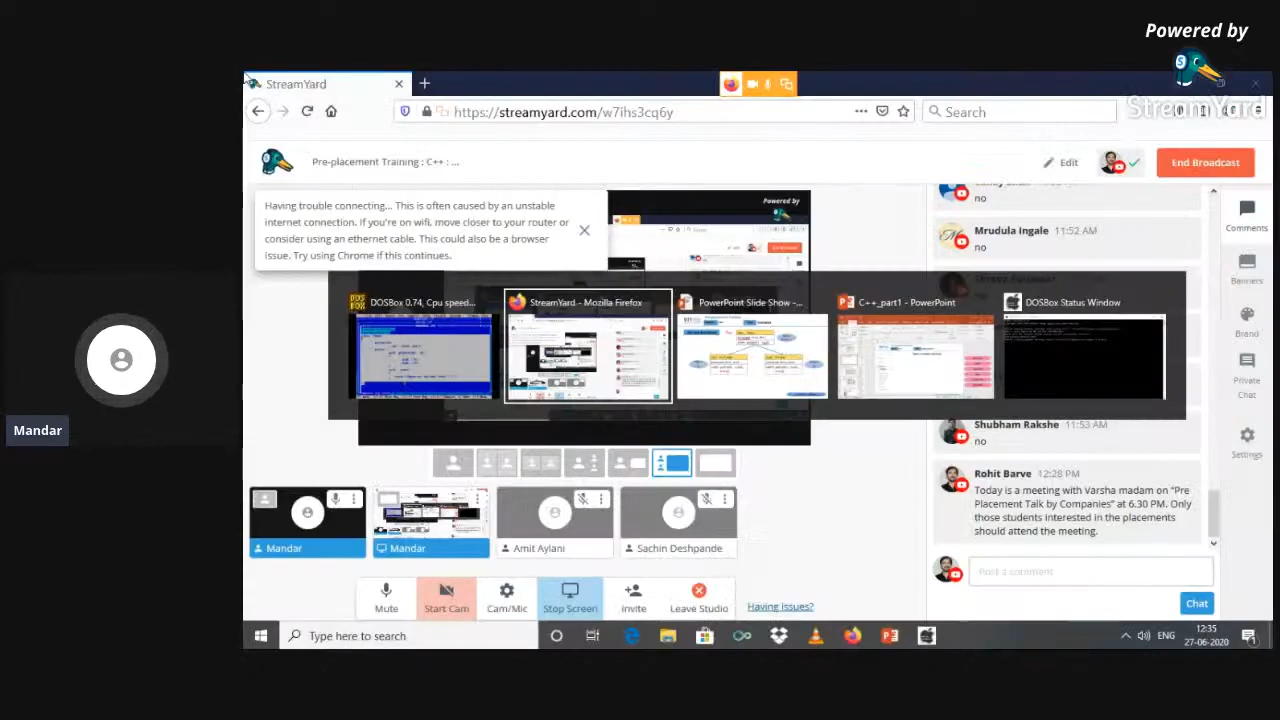 Powered by
StreamYard
StreamYard
https://streamyard.com/w7ihs3cq6y
Search
Pre-placement Training : C++ : ...
Edit
End Broadcast
Having trouble connecting... This is often caused by an unstable
internet connection. If you're on wifi, move closer to your router or
consider using an ethernet cable. This could also be a browser
issue. Try using Chrome if this continues.
Powered by
no
Mrudula Ingale 11:52 AM
no
Comments
Banners
Brand
Private
Chat
Settings
DOSBox 0.74, Cpu speed...
StreamYard - Mozilla Firefox
PowerPoint Slide Show -...
C++_part1 - PowerPoint
DOSBox Status Window
Mandar
Shubham Rakshe 11:53 AM
no
Rohit Barve 12:28 PM
Today is a meeting with Varsha madam on "Pre
Placement Talk by Companies" at 6.30 PM. Only
those students interested in the placements
should attend the meeting.
Post a comment
Chat
Mandar
Mandar
Amit Aylani
Sachin Deshpande
Mute
Start Cam
Cam/Mic
Stop Screen
Invite
Leave Studio
Having issues?
Type here to search
ENG
12:35
27-06-2020